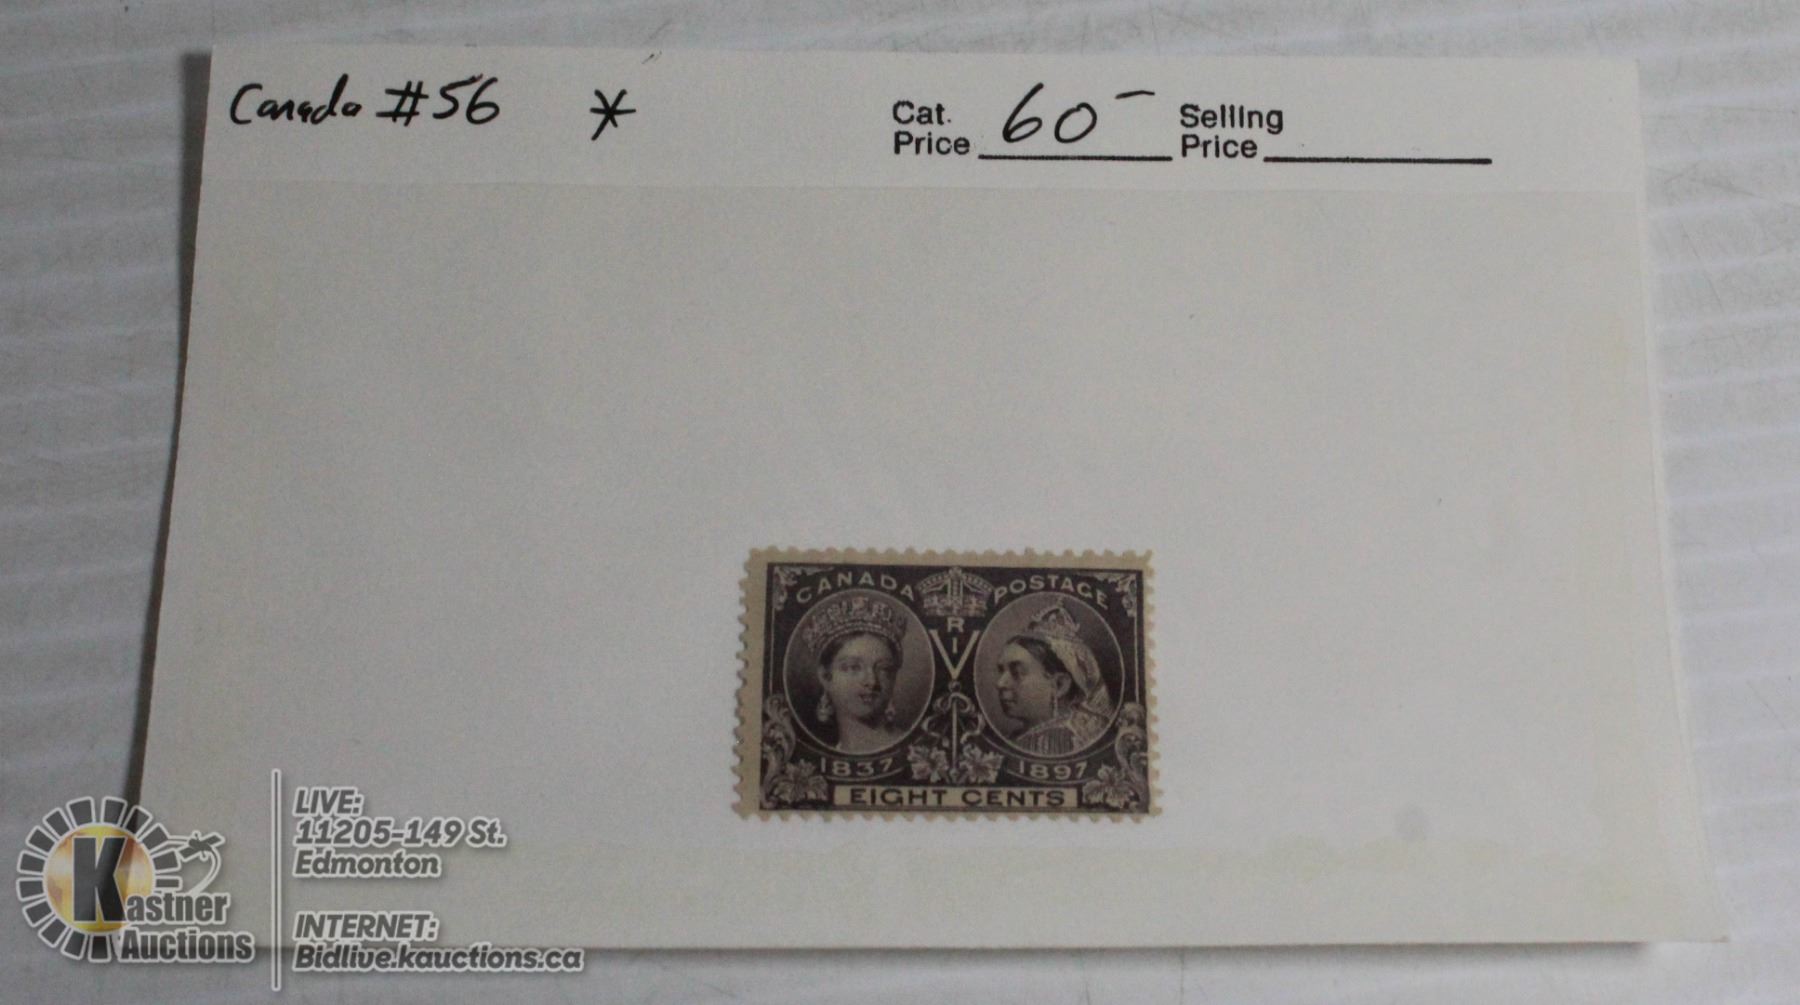 Canada #56 * Cat. Price 60- Selling Price
CANADA POSTAGE
V R I
1837 1897
EIGHT CENTS
K Kastner Auctions
LIVE:
11205-149 St.
Edmonton
INTERNET:
Bidlive.kauctions.ca